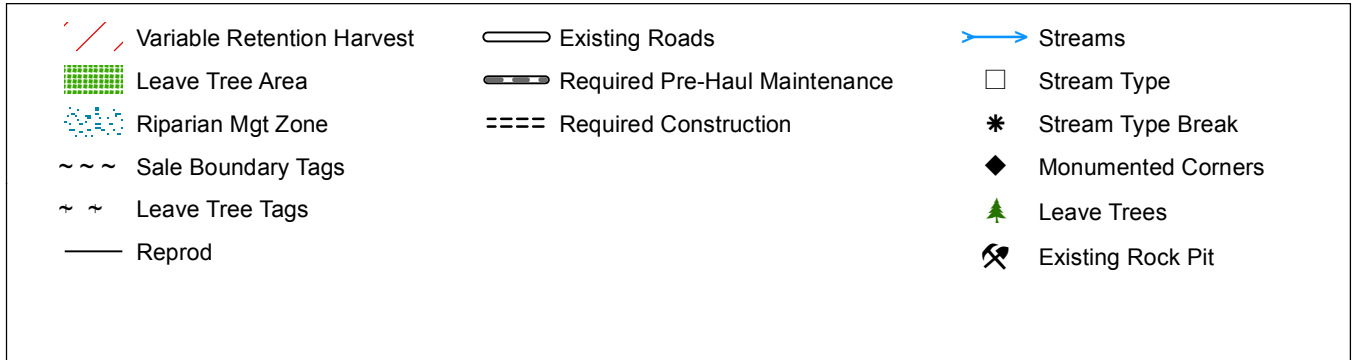 Variable Retention Harvest
Leave Tree Area
Riparian Mgt Zone
Sale Boundary Tags
Leave Tree Tags
Reprod
Existing Roads
Required Pre-Haul Maintenance
Required Construction
Streams
Stream Type
Stream Type Break
Monumented Corners
Leave Trees
Existing Rock Pit